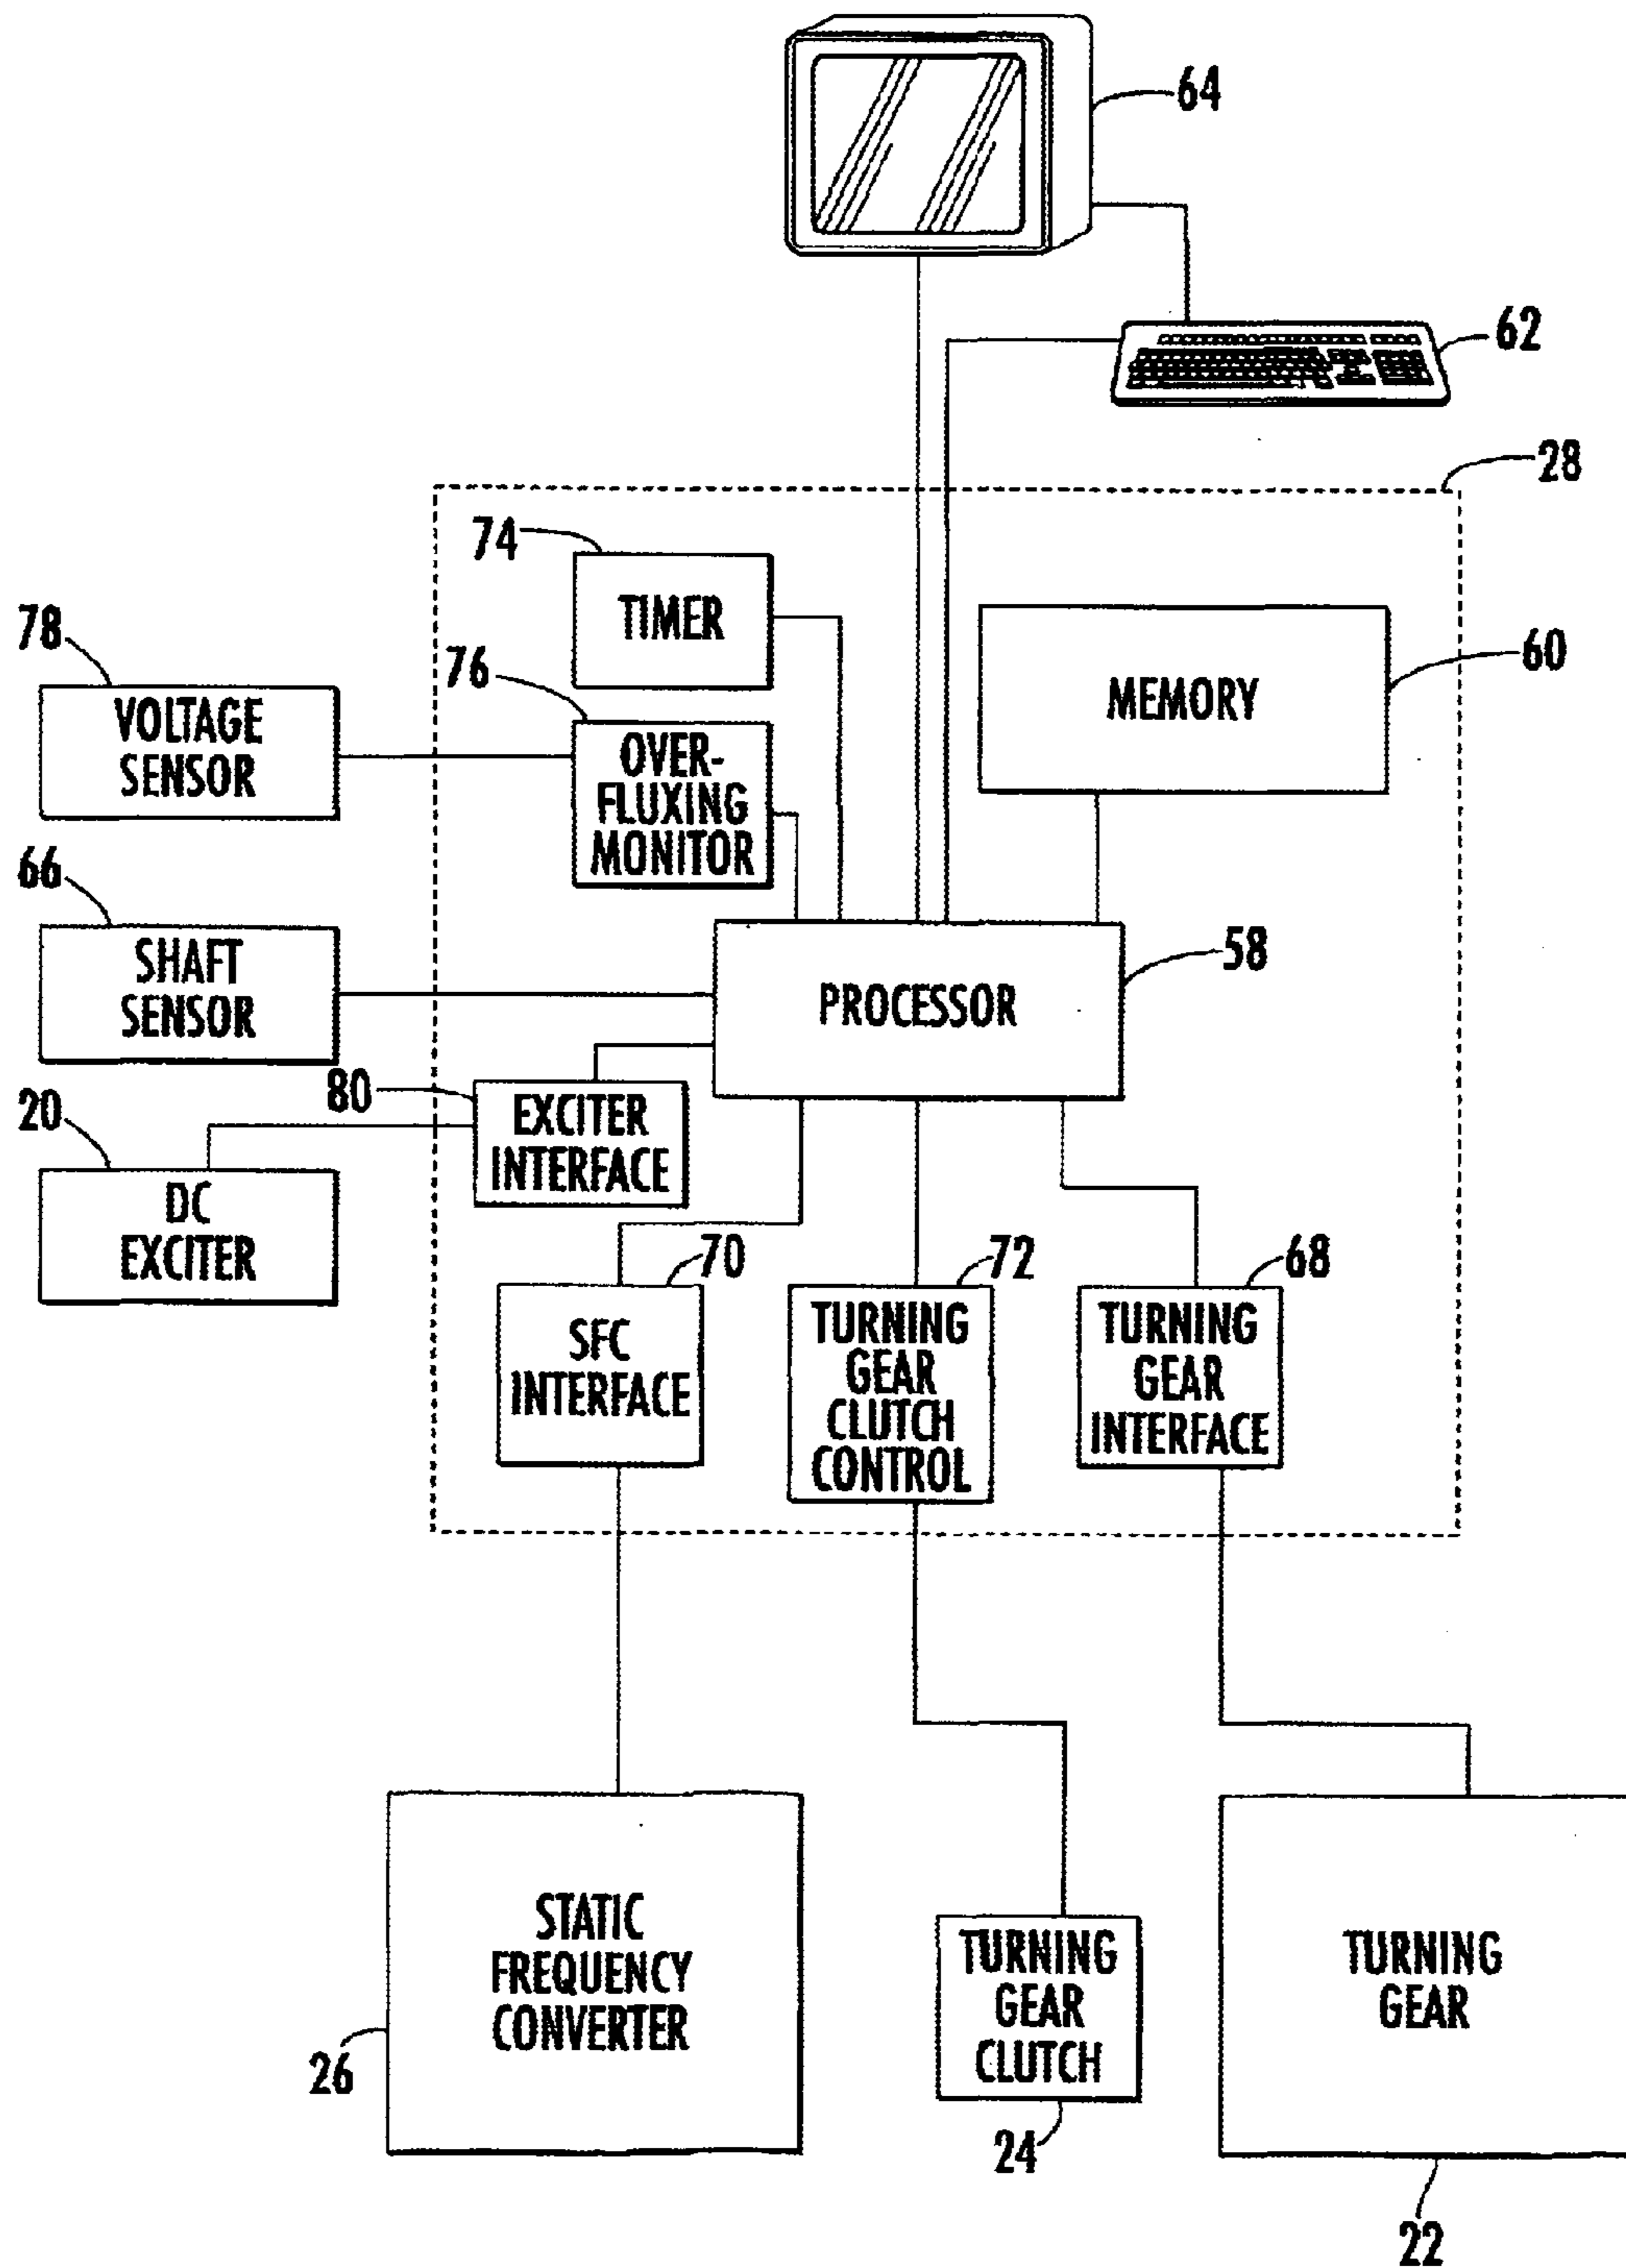 64
62
28
74
TIMER
78
VOLTAGE
SENSOR
76
OVER-
FLUXING
MONITOR
MEMORY
60
66
SHAFT
SENSOR
PROCESSOR
58
80
EXCITER
INTERFACE
20
DC
EXCITER
70
SFC
INTERFACE
72
TURNING
GEAR
CLUTCH
CONTROL
68
TURNING
GEAR
INTERFACE
STATIC
FREQUENCY
CONVERTER
26
TURNING
GEAR
CLUTCH
24
TURNING
GEAR
22